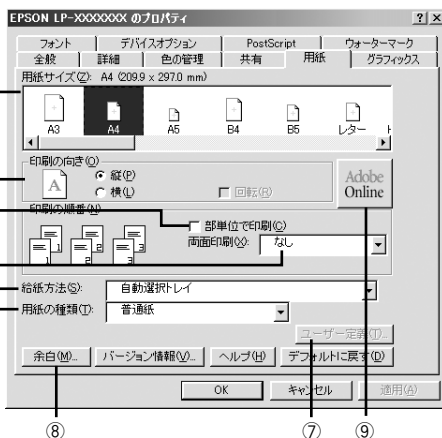 EPSON LP-XXXXXXX のプロパティ
フォント デバイスオプション PostScript ウォーターマーク
全般 詳細 色の管理 共有 用紙 グラフィックス
用紙サイズ(Z): A4 (209.9 x 297.0 mm)
A3 A4 A5 B4 B5 レター
印刷の向き(O)
A
縦(P)
横(L)
回転(R)
Adobe
Online
印刷の順番(N)
部単位で印刷(C)
1 1 2 2 3 3
両面印刷(X): なし
給紙方法(S): 自動選択トレイ
用紙の種類(T): 普通紙
ユーザー定義(T)...
余白(M)... バージョン情報(V)... ヘルプ(H) デフォルトに戻す(D)
OK キャンセル 適用(A)
⑧ ⑦ ⑨